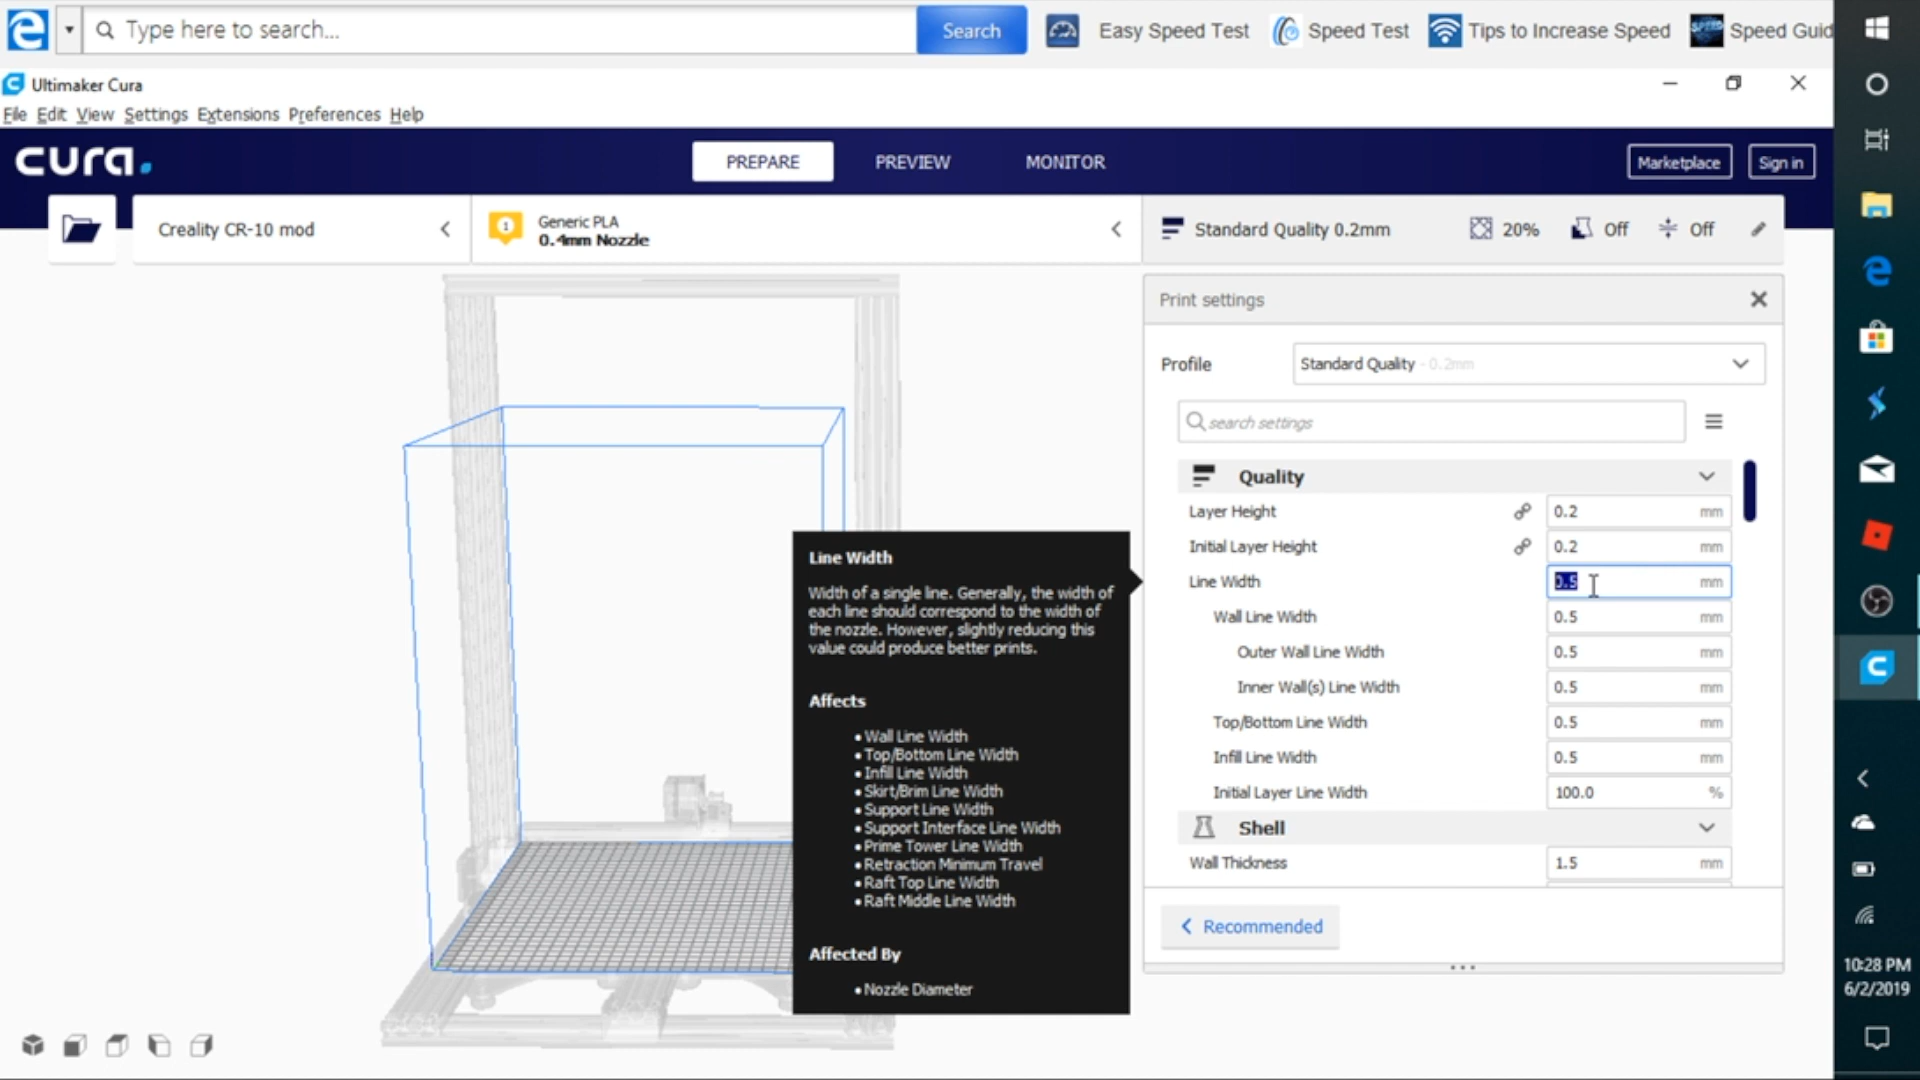 Type here to search...
Search
Easy Speed Test
Speed Test
Tips to Increase Speed
SPEED
Speed Guid
Ultimaker Cura
File Edit View Settings Extensions Preferences Help
cura.
PREPARE
PREVIEW
MONITOR
Marketplace
Sign in
Creality CR-10 mod
1
Generic PLA
0.4mm Nozzle
Standard Quality 0.2mm
20%
Off
Off
Print settings
Profile
Standard Quality - 0.2mm
search settings
Quality
Layer Height 0.2 mm
Initial Layer Height 0.2 mm
Line Width 0.5 mm
Wall Line Width 0.5 mm
Outer Wall Line Width 0.5 mm
Inner Wall(s) Line Width 0.5 mm
Top/Bottom Line Width 0.5 mm
Infill Line Width 0.5 mm
Initial Layer Line Width 100.0 %
Shell
Wall Thickness 1.5 mm
Recommended
Line Width
Width of a single line. Generally, the width of
each line should correspond to the width of
the nozzle. However, slightly reducing this
value could produce better prints.
Affects
• Wall Line Width
• Top/Bottom Line Width
• Infill Line Width
• Skirt/Brim Line Width
• Support Line Width
• Support Interface Line Width
• Prime Tower Line Width
• Retraction Minimum Travel
• Raft Top Line Width
• Raft Middle Line Width
Affected By
• Nozzle Diameter
10:28 PM
6/2/2019